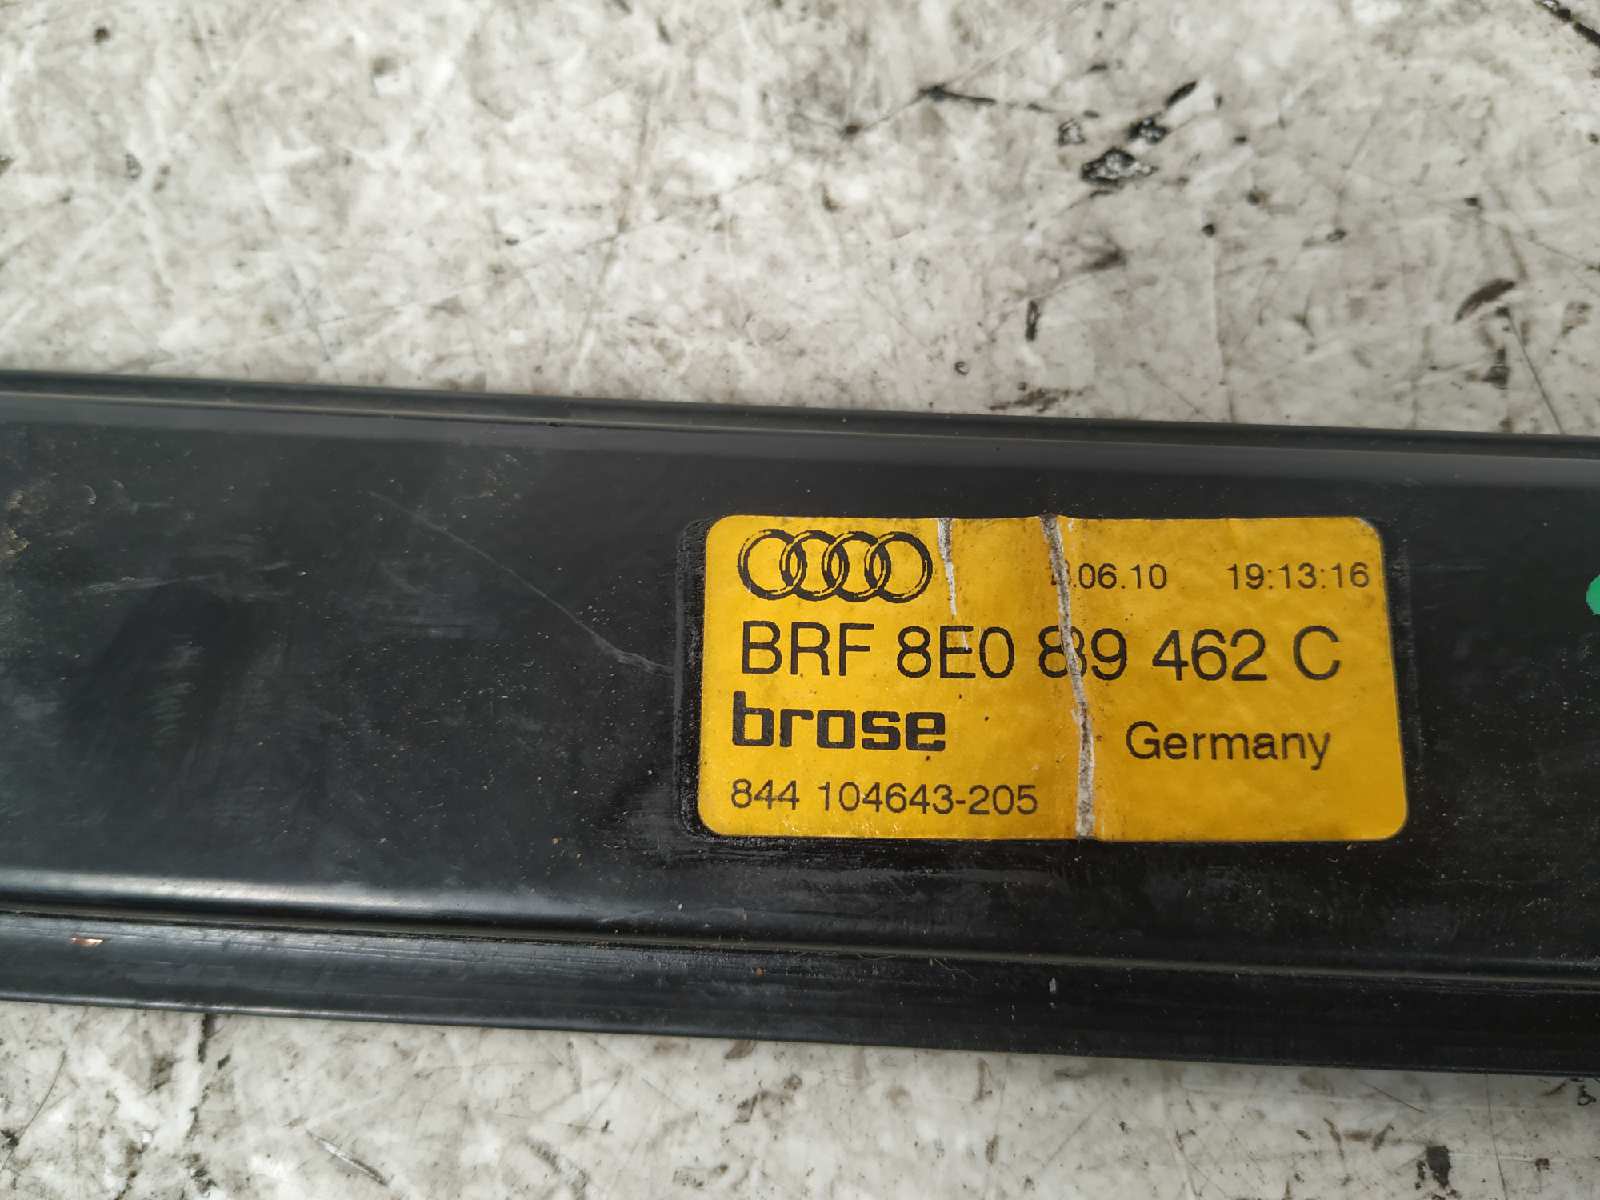 .06.10 19:13:16
BRF 8E0 839 462 C
brose Germany
844 104643-205